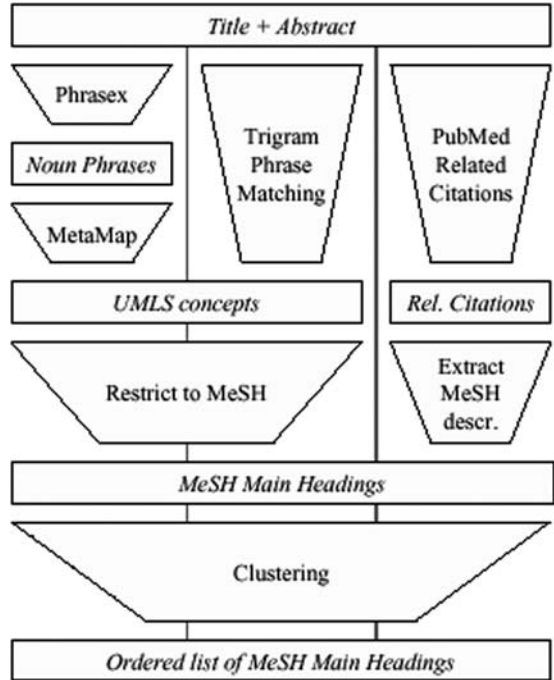 Title + Abstract
Phrasex
Noun Phrases
MetaMap
Trigram
Phrase
Matching
PubMed
Related
Citations
UMLS concepts
Rel. Citations
Restrict to MeSH
Extract
MeSH
descr.
MeSH Main Headings
Clustering
Ordered list of MeSH Main Headings